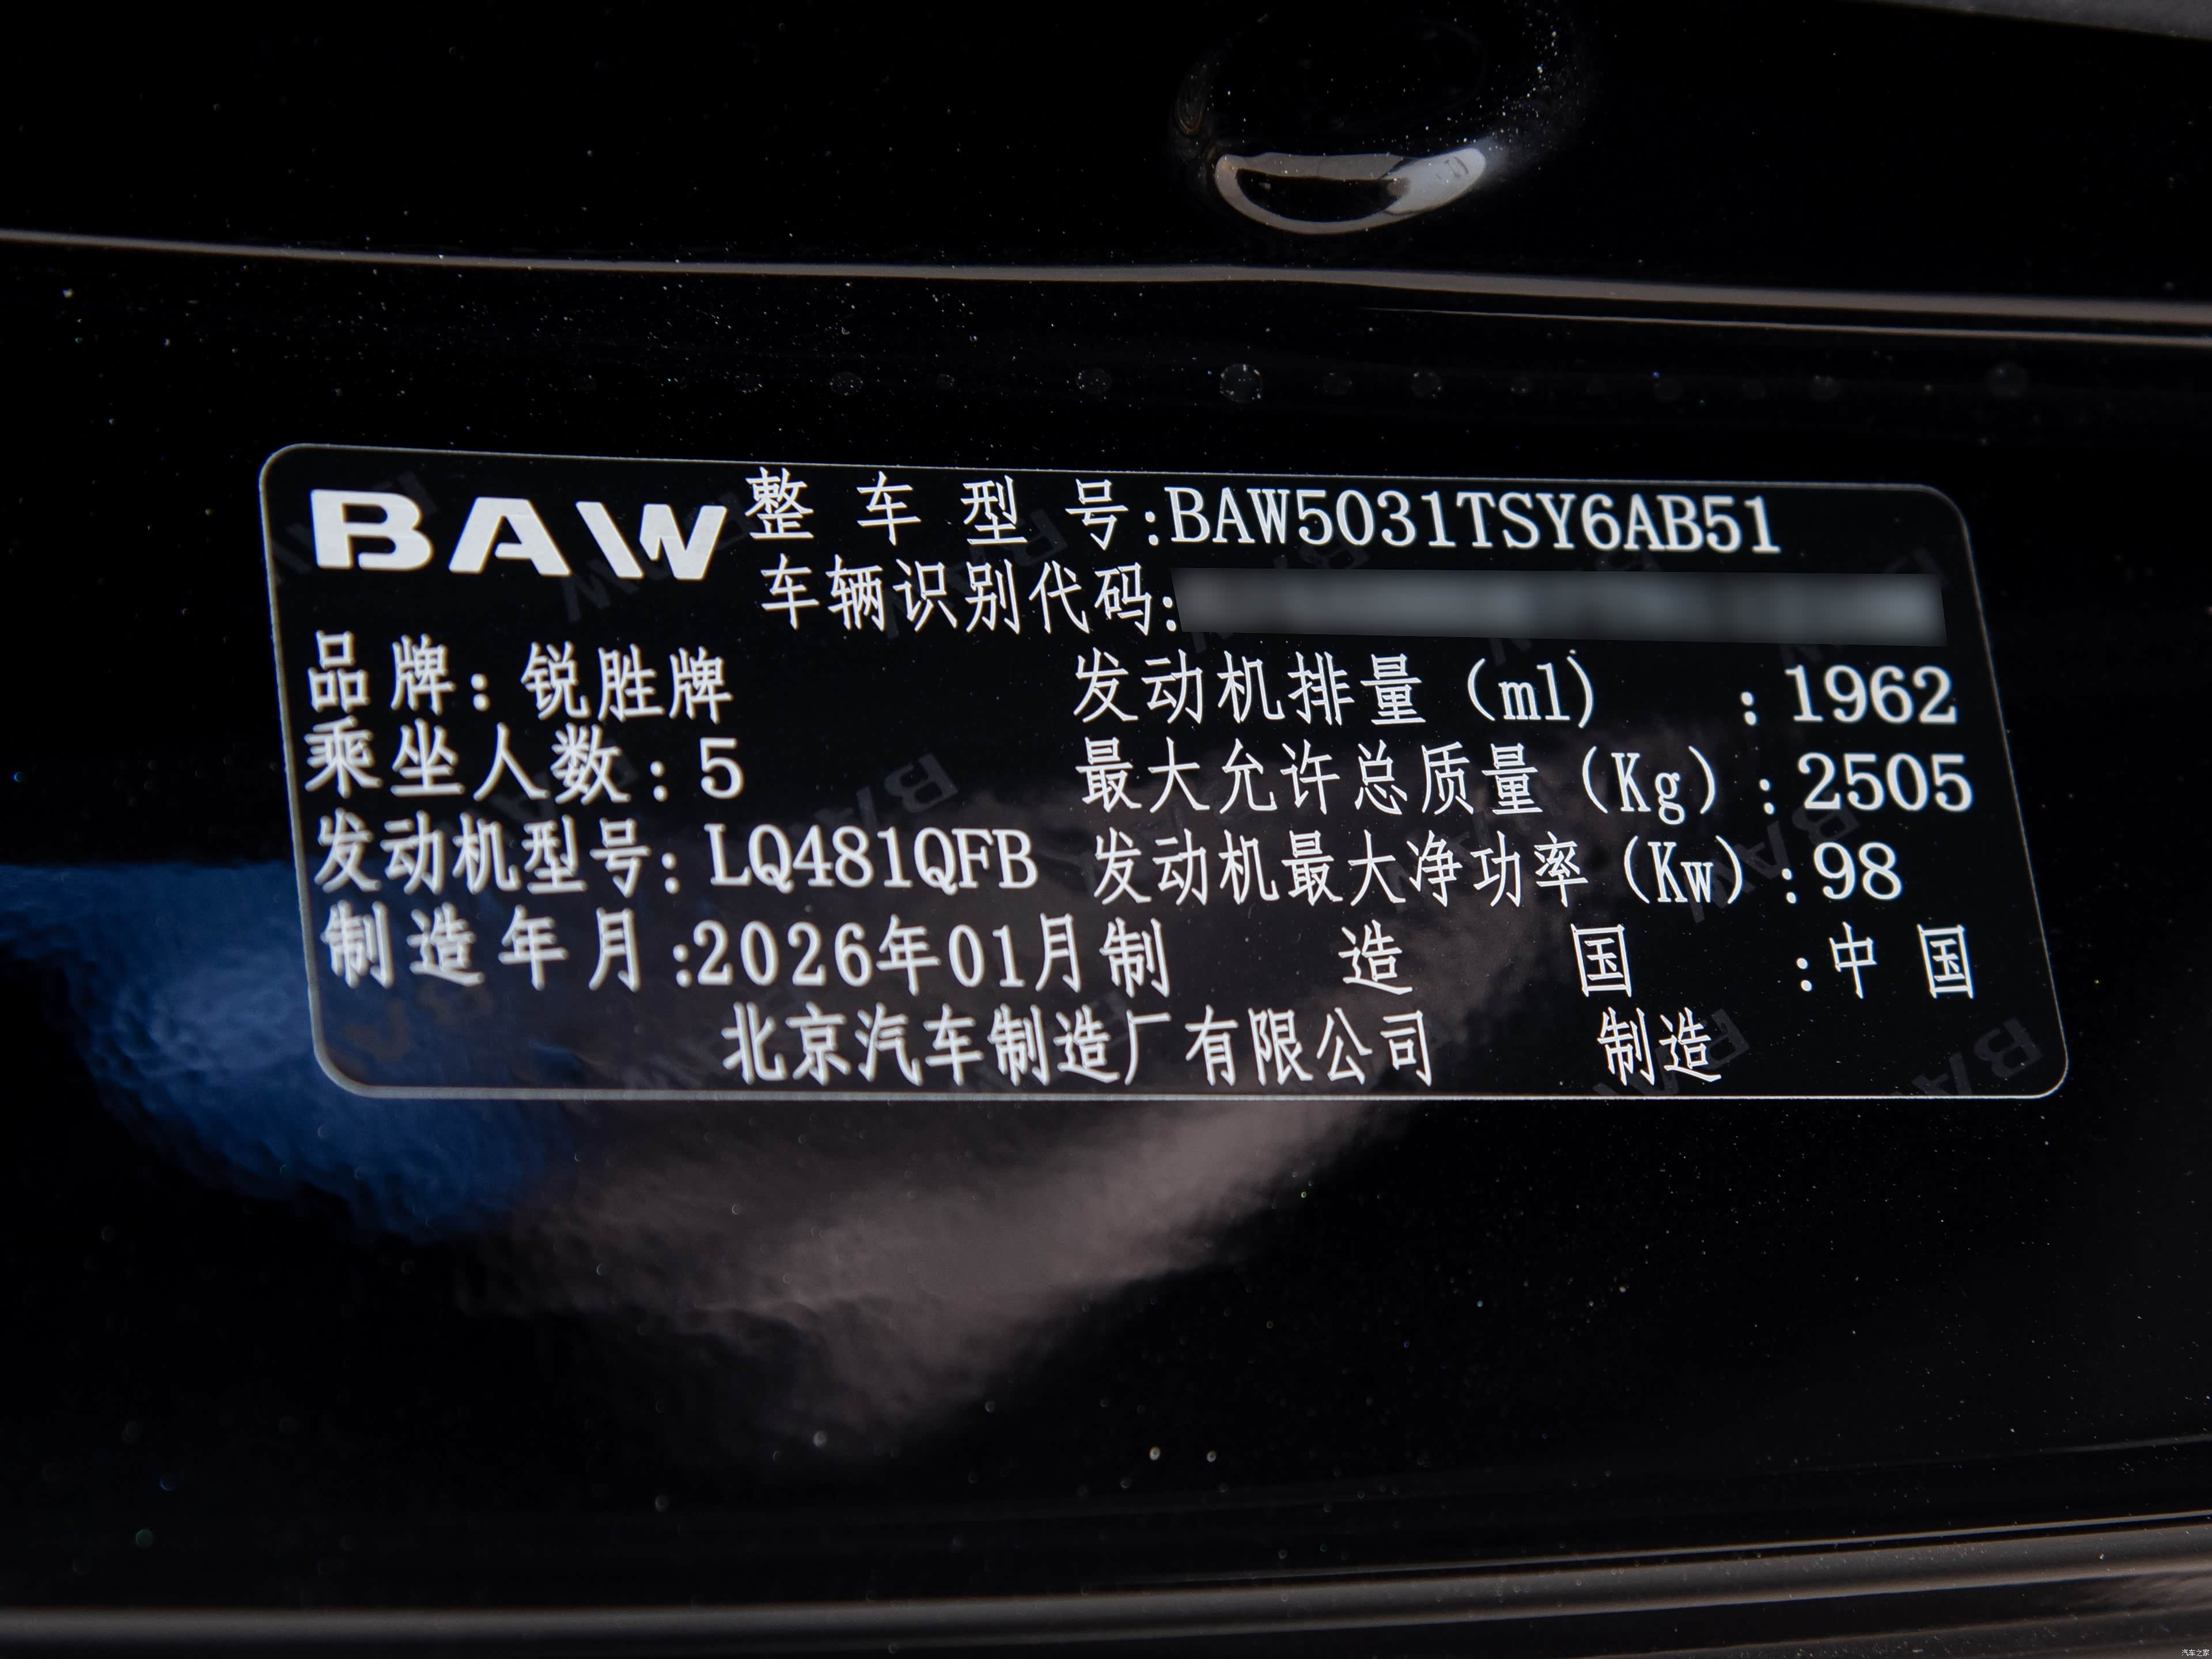 BAW 整车型号:BAW5031TSY6AB51
车辆识别代码:
品牌:锐胜牌 发动机排量(ml) :1962
乘坐人数:5 最大允许总质量(Kg):2505
发动机型号:LQ481QFB 发动机最大净功率(Kw):98
制造年月:2026年01月 制造国:中国
北京汽车制造厂有限公司 制造
汽车之家